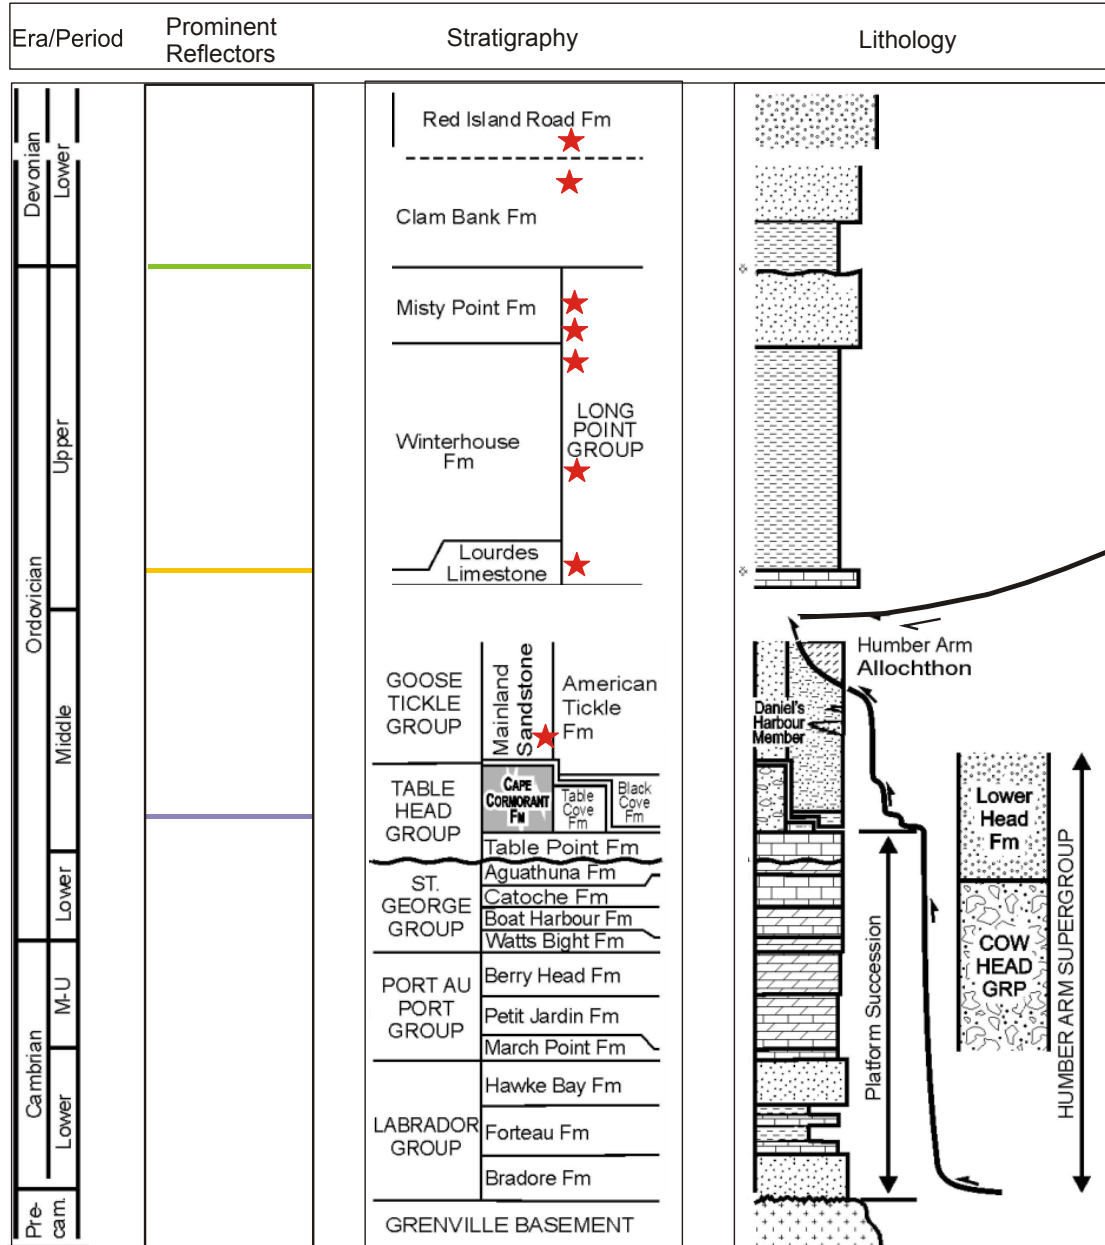 Era/Period
Prominent
Reflectors
Stratigraphy
Lithology
Devonian
Lower
Ordovician
Upper
Middle
Lower
Cambrian
M-U
Lower
Pre-
cam.
Red Island Road Fm
Clam Bank Fm
Misty Point Fm
Winterhouse
Fm
LONG
POINT
GROUP
Lourdes
Limestone
GOOSE
TICKLE
GROUP
Mainland
Sandstone
American
Tickle
Fm
TABLE
HEAD
GROUP
CAPE
CORMORANT
FM
Table
Cove
Fm
Black
Cove
Fm
Table Point Fm
ST.
GEORGE
GROUP
Aguathuna Fm
Catoche Fm
Boat Harbour Fm
Watts Bight Fm
PORT AU
PORT
GROUP
Berry Head Fm
Petit Jardin Fm
March Point Fm
LABRADOR
GROUP
Hawke Bay Fm
Forteau Fm
Bradore Fm
GRENVILLE BASEMENT
Humber Arm
Allochthon
Daniel's
Harbour
Member
Platform Succession
Lower
Head
Fm
COW
HEAD
GRP
HUMBER ARM SUPERGROUP